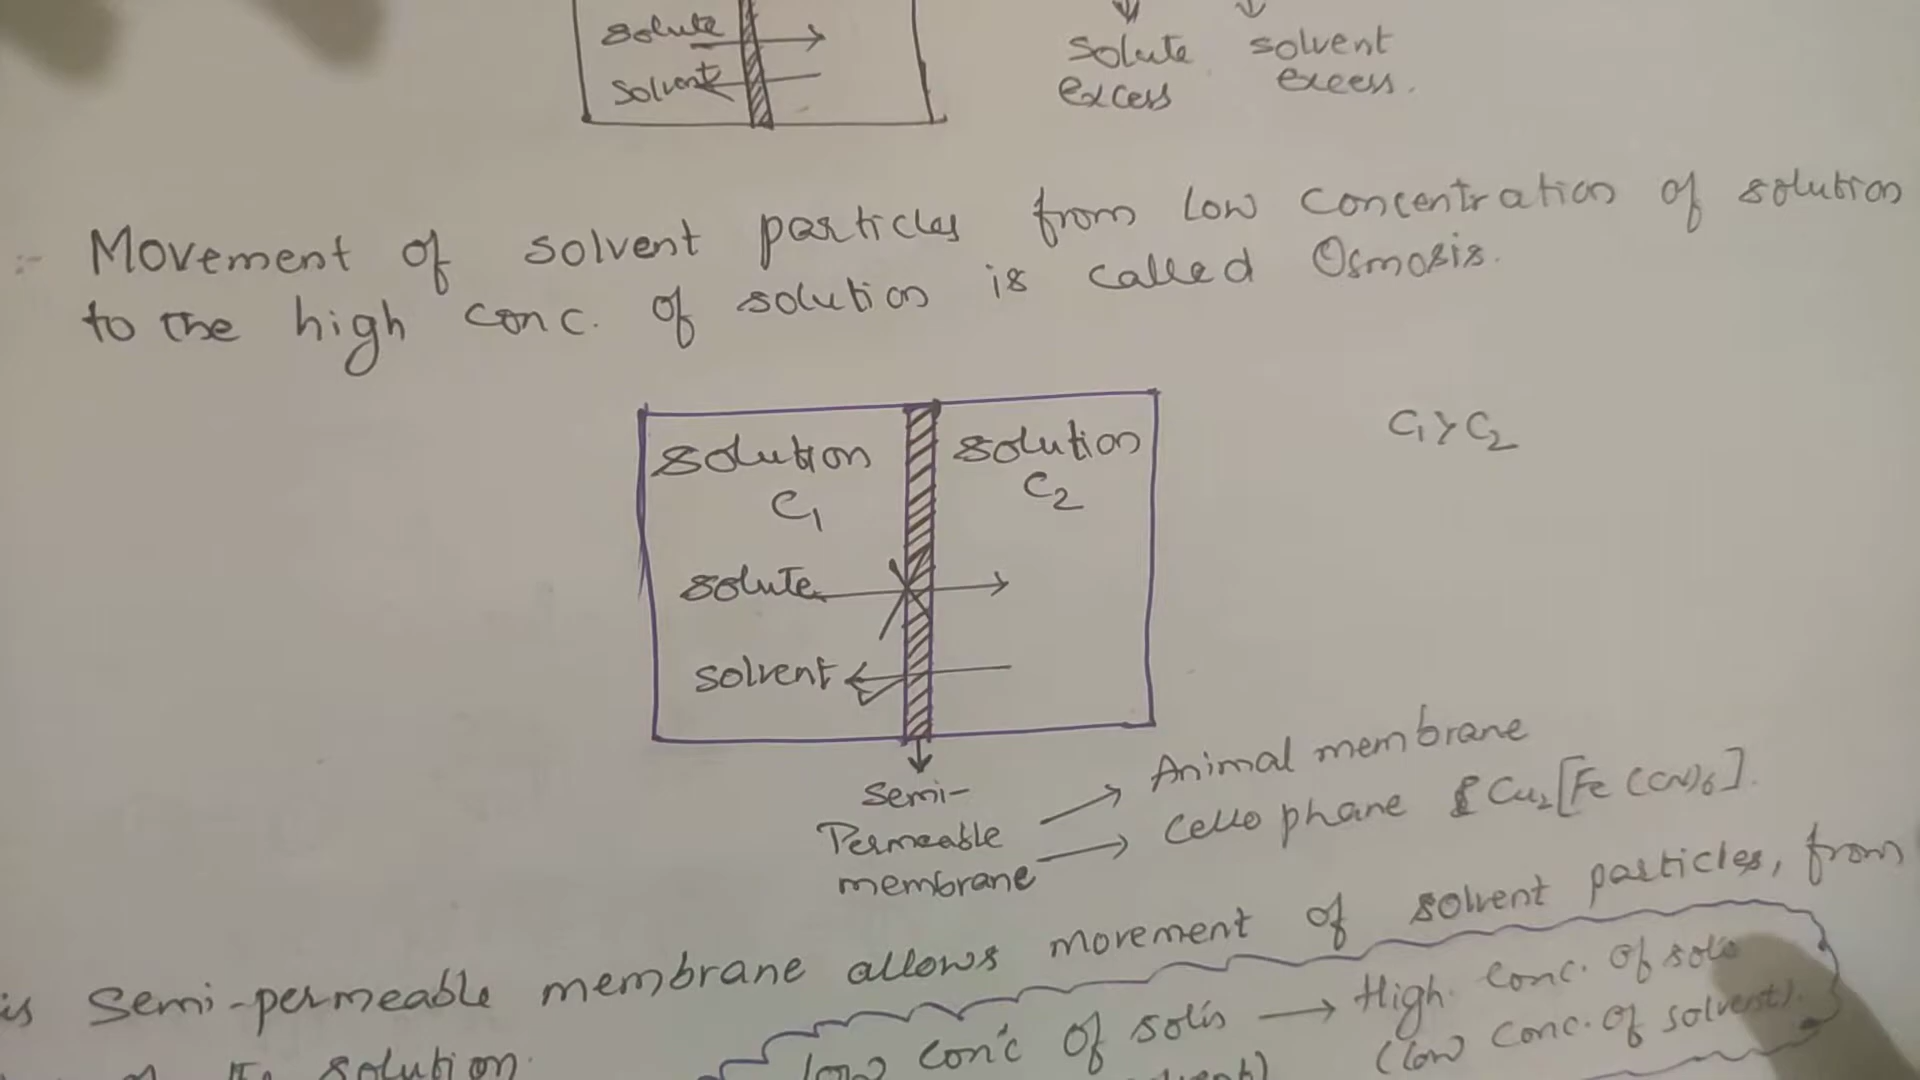 solute
solvent
solute solvent
excess excess.
:- Movement of solvent particles from low concentration of solution
to the high conc. of solution is called Osmosis.
solution
C1
solution
C2
C1 > C2
solute
solvent
Semi-
Permeable
membrane
Animal membrane
Cellophane & Cu2[Fe(CN)6].
is Semi-permeable membrane allows movement of solvent particles, from
low conc of solis → High. conc. of sol
solution. (low conc. of solvent).